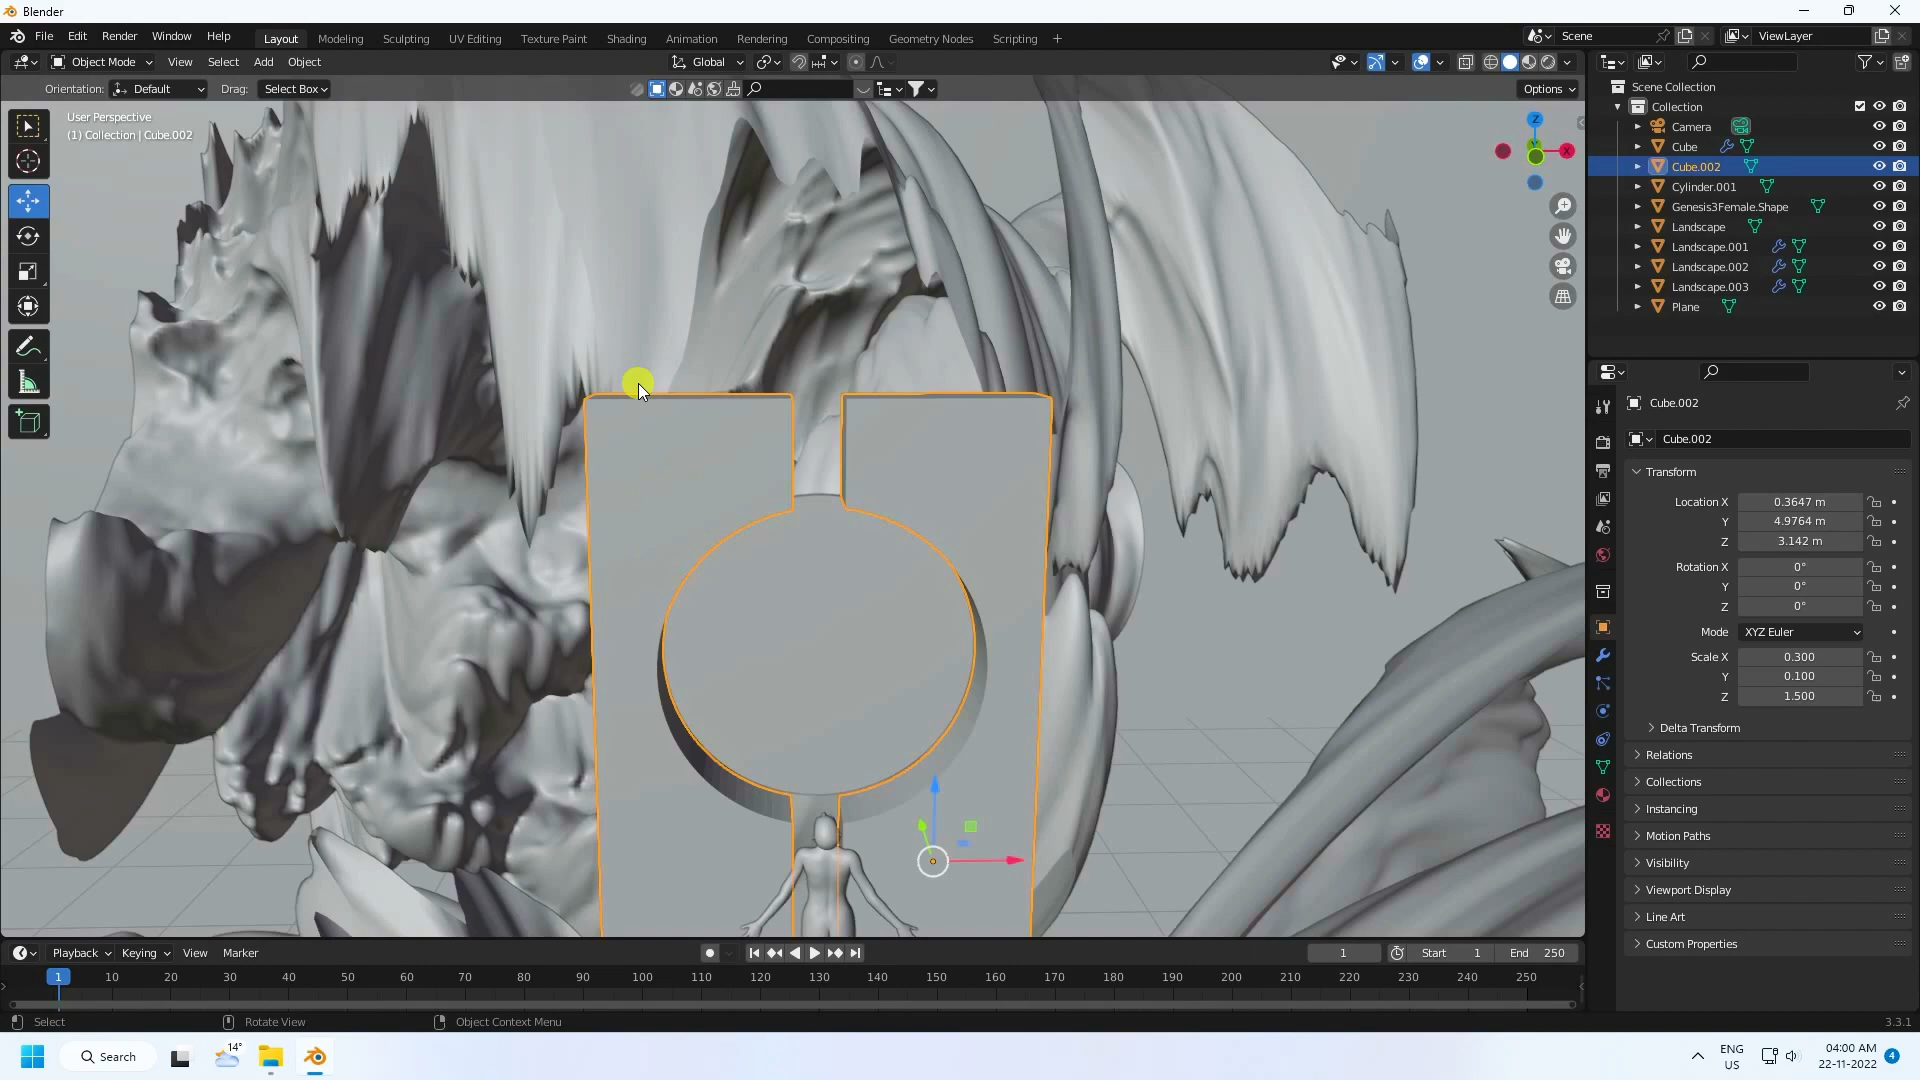 Blender
File Edit Render Window Help
Layout Modeling Sculpting UV Editing Texture Paint Shading Animation Rendering Compositing Geometry Nodes Scripting +
Scene
ViewLayer
Object Mode View Select Add Object
Global
Orientation: Default Drag: Select Box
Options
User Perspective
(1) Collection | Cube.002
Z
X
Scene Collection
Collection
Camera
Cube
Cube.002
Cylinder.001
Genesis3Female.Shape
Landscape
Landscape.001
Landscape.002
Landscape.003
Plane
Cube.002
Cube.002
Transform
Location X 0.3647 m
Y 4.9764 m
Z 3.142 m
Rotation X 0°
Y 0°
Z 0°
Mode XYZ Euler
Scale X 0.300
Y 0.100
Z 1.500
Delta Transform
Relations
Collections
Instancing
Motion Paths
Visibility
Viewport Display
Line Art
Custom Properties
Playback Keying View Marker
1 Start 1 End 250
1 10 20 30 40 50 60 70 80 90 100 110 120 130 140 150 160 170 180 190 200 210 220 230 240 250
Select Rotate View Object Context Menu
3.3.1
Search
14°
ENG
US
04:00 AM
22-11-2022
4